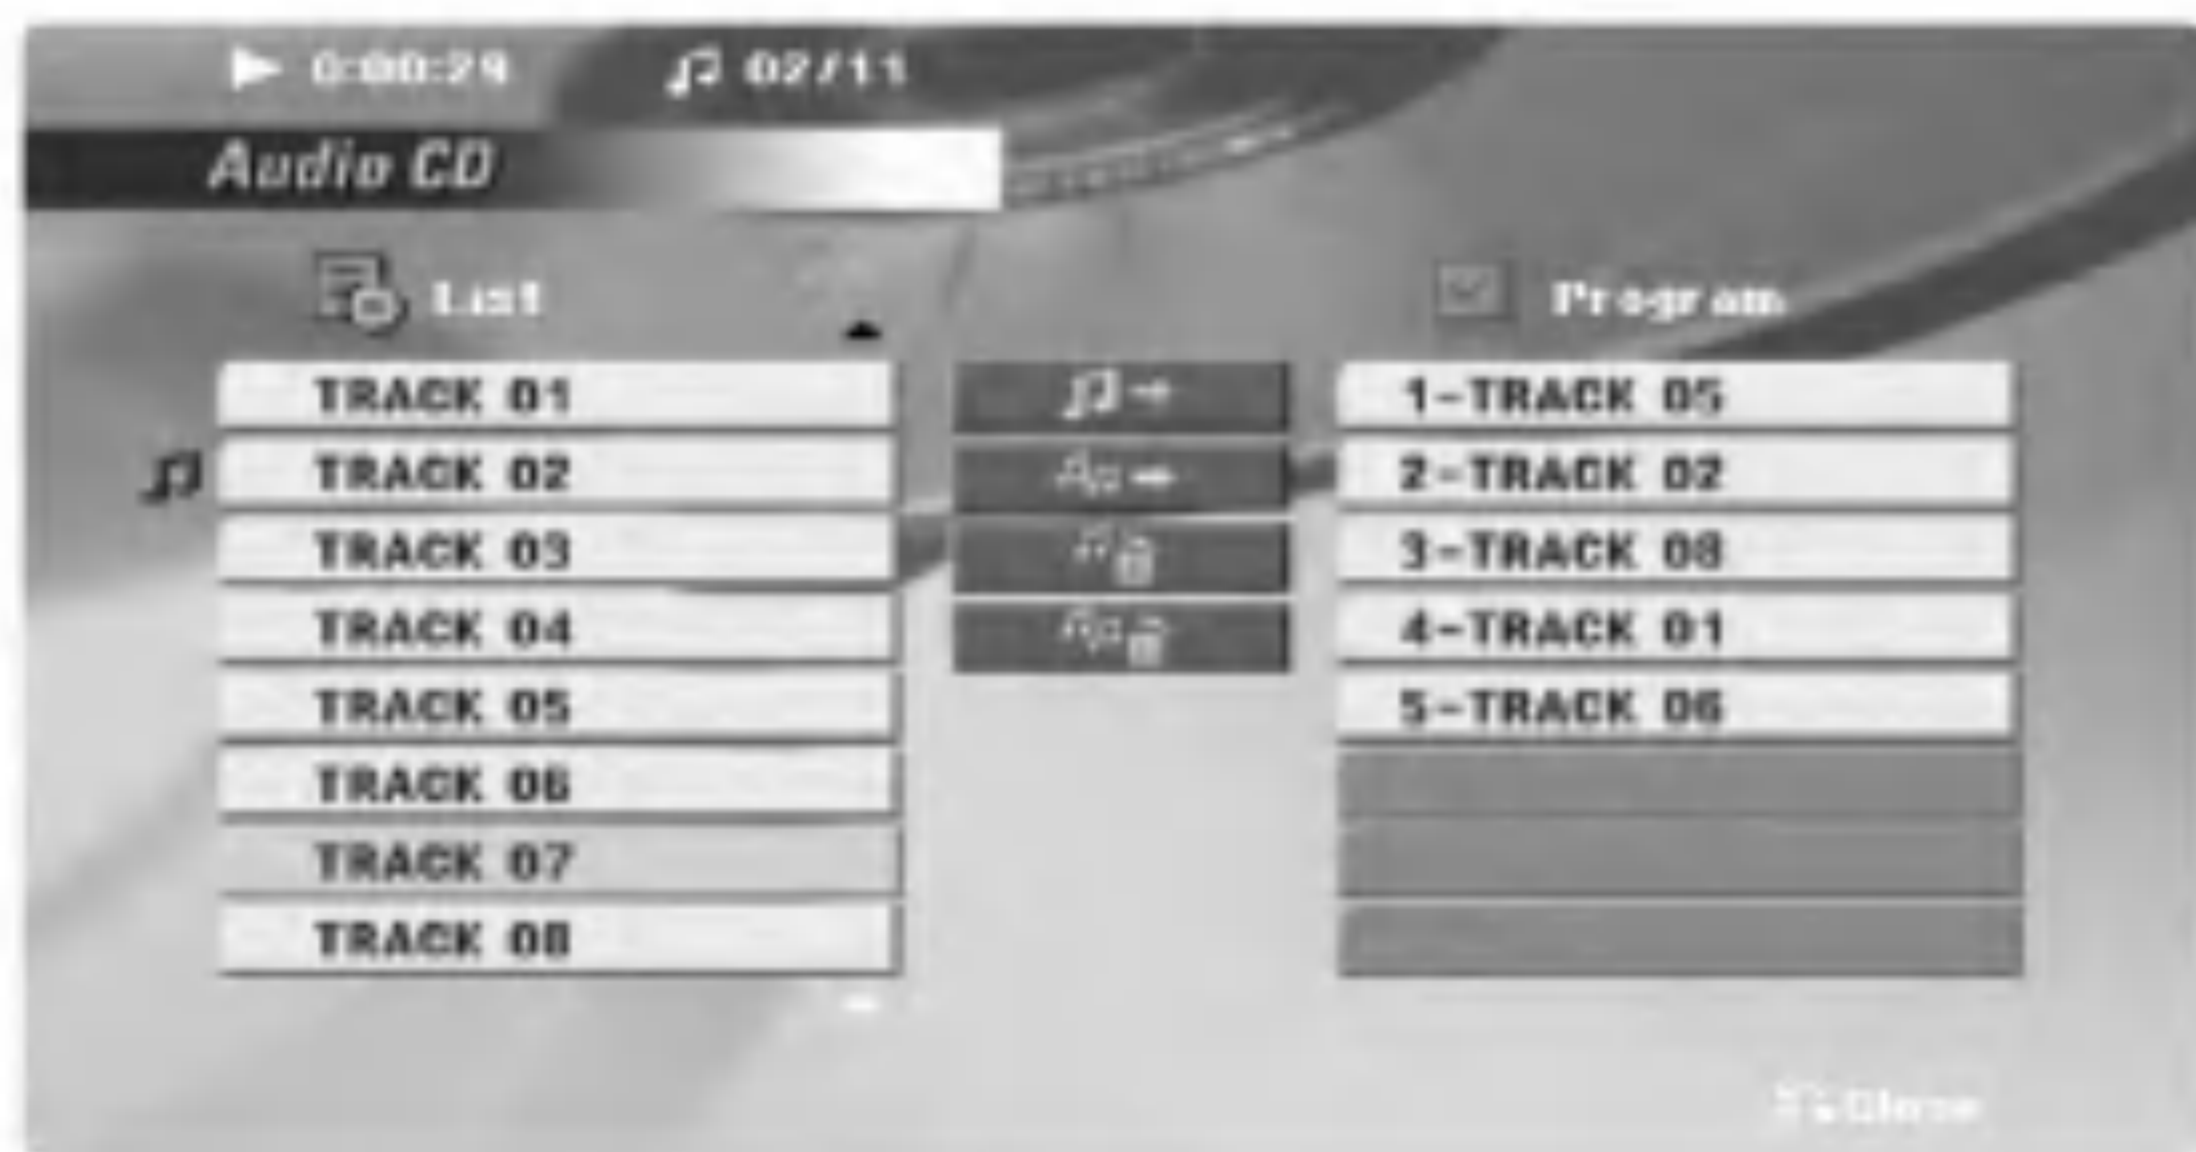 0:00:29 02/11
Audio CD
List
Program
TRACK 01
TRACK 02
TRACK 03
TRACK 04
TRACK 05
TRACK 06
TRACK 07
TRACK 08
1-TRACK 05
2-TRACK 02
3-TRACK 08
4-TRACK 01
5-TRACK 06
Close